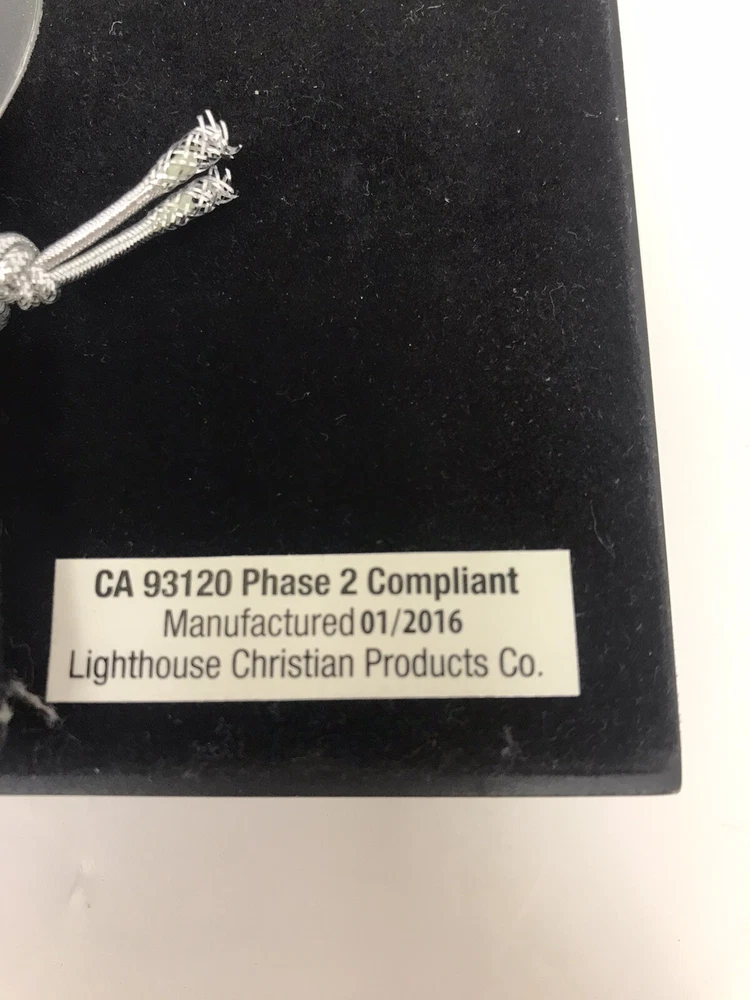 CA 93120 Phase 2 Compliant
Manufactured 01/2016
Lighthouse Christian Products Co.